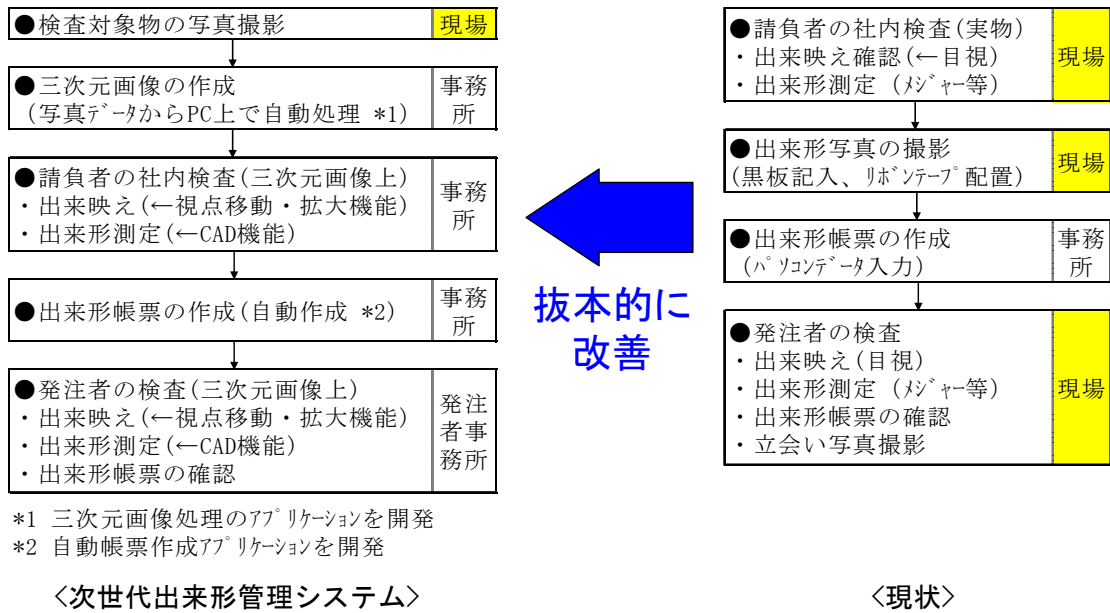 ●検査対象物の写真撮影
現場
●三次元画像の作成
(写真ﾃﾞｰﾀからPC上で自動処理 *1)
事務
所
●請負者の社内検査(三次元画像上)
・出来映え(←視点移動・拡大機能)
・出来形測定(←CAD機能)
事務
所
●出来形帳票の作成(自動作成 *2)
事務
所
●発注者の検査(三次元画像上)
・出来映え(←視点移動・拡大機能)
・出来形測定(←CAD機能)
・出来形帳票の確認
発注
者事
務所
*1 三次元画像処理のｱﾌﾟﾘｹｰｼｮﾝを開発
*2 自動帳票作成ｱﾌﾟﾘｹｰｼｮﾝを開発
<次世代出来形管理システム>
抜本的に
改善
●請負者の社内検査(実物)
・出来映え確認(←目視)
・出来形測定 (ﾒｼﾞｬｰ等)
現場
●出来形写真の撮影
(黒板記入、ﾘﾎﾞﾝﾃｰﾌﾟ配置)
現場
●出来形帳票の作成
(ﾊﾟｿｺﾝﾃﾞｰﾀ入力)
事務
所
●発注者の検査
・出来映え(目視)
・出来形測定 (ﾒｼﾞｬｰ等)
・出来形帳票の確認
・立会い写真撮影
現場
<現状>